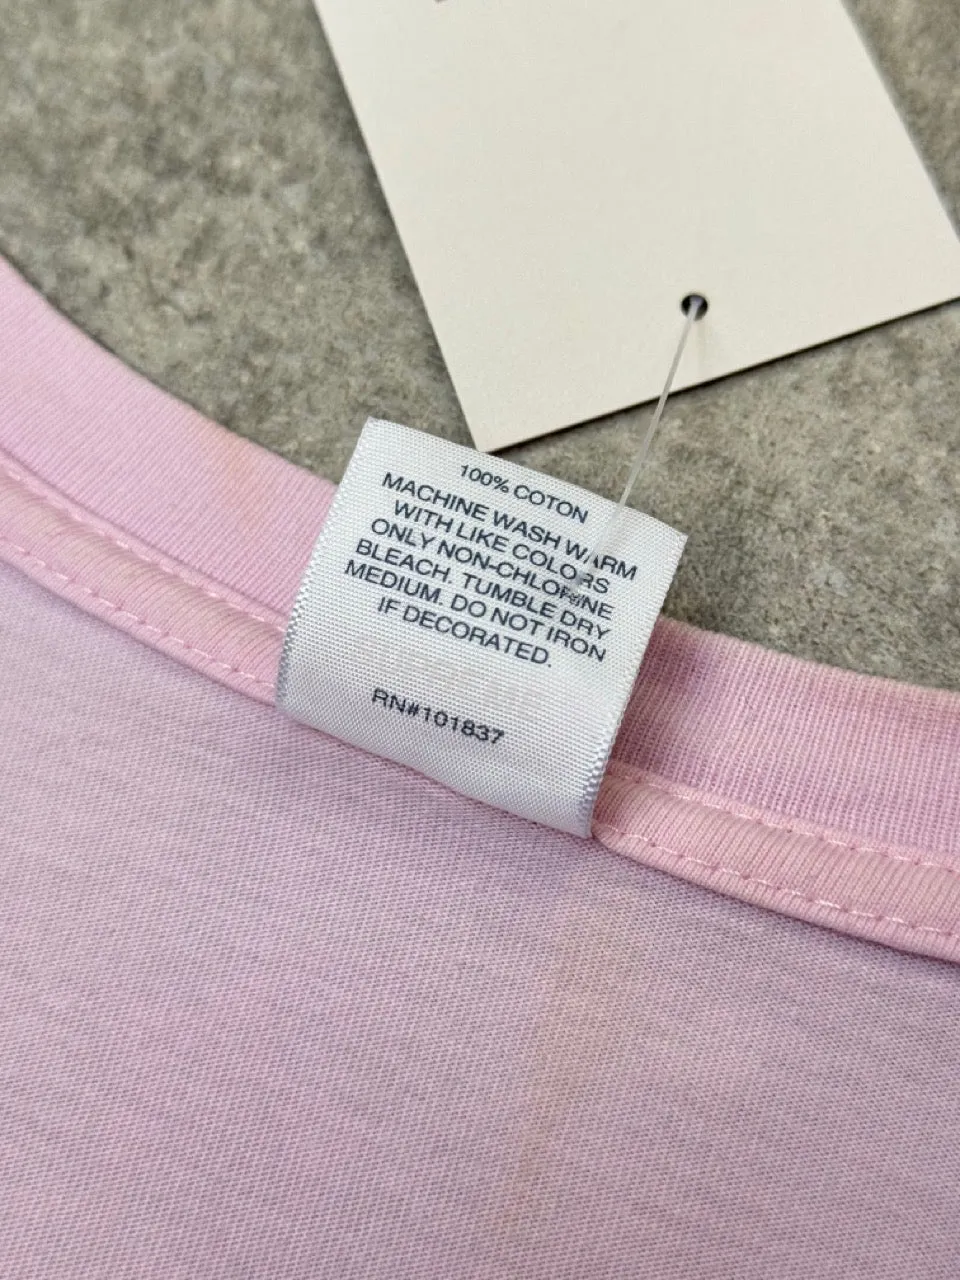 100% COTON
MACHINE WASH WARM
WITH LIKE COLORS
ONLY NON-CHLORINE
BLEACH. TUMBLE DRY
MEDIUM. DO NOT IRON
IF DECORATED.
RN#101837